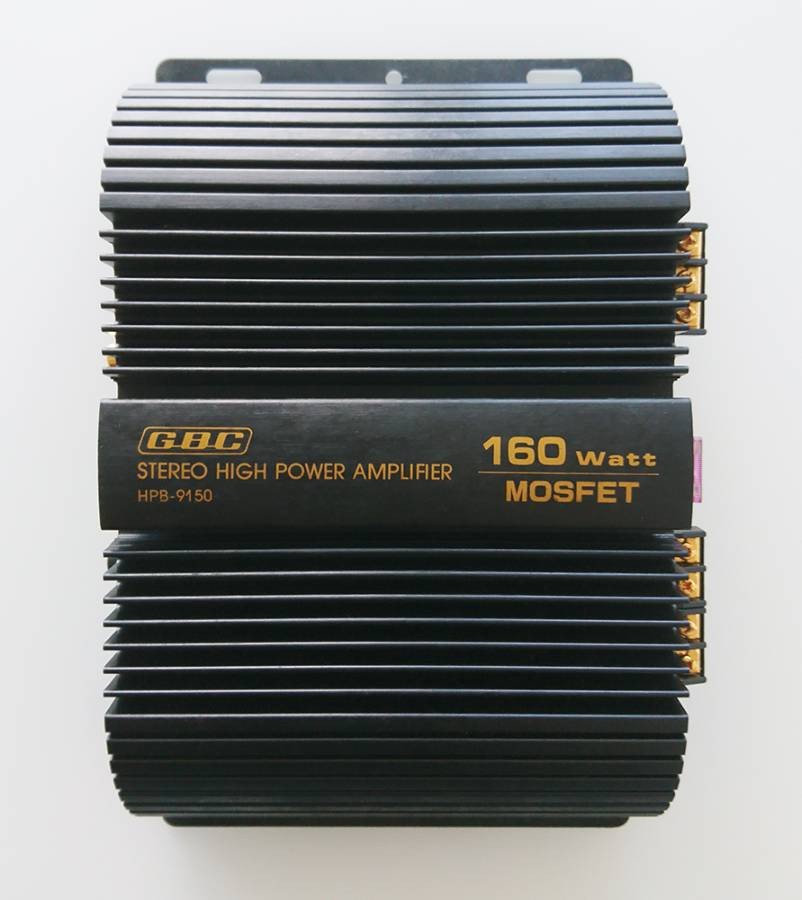 GBC
STEREO HIGH POWER AMPLIFIER
HPB-9150
160 Watt
MOSFET